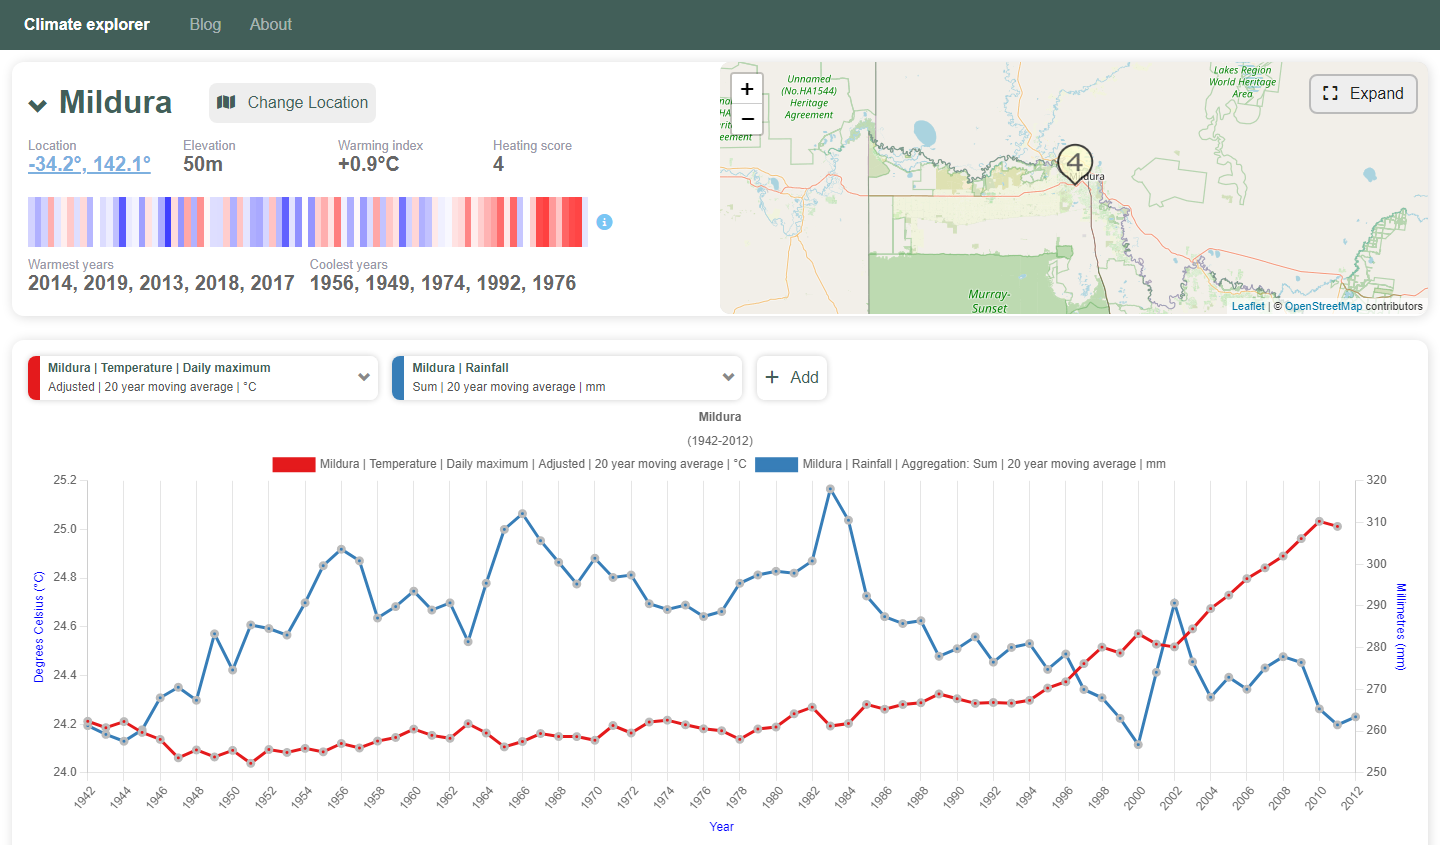 Climate explorer Blog About
Mildura Change Location
Location Elevation Warming index Heating score
-34.2°, 142.1° 50m +0.9°C 4
Warmest years Coolest years
2014, 2019, 2013, 2018, 2017 1956, 1949, 1974, 1992, 1976
+
−
Unnamed
(No.HA1544)
Heritage
Agreement
Lakes Region
World Heritage
Area
Expand
4
Murray-
Sunset
Leaflet | © OpenStreetMap contributors
Mildura | Temperature | Daily maximum
Adjusted | 20 year moving average | °C
Mildura | Rainfall
Sum | 20 year moving average | mm
+ Add
Mildura
(1942-2012)
Mildura | Temperature | Daily maximum | Adjusted | 20 year moving average | °C Mildura | Rainfall | Aggregation: Sum | 20 year moving average | mm
Degrees Celsius (°C)
25.2
25.0
24.8
24.6
24.4
24.2
24.0
320
310
300
290
280
270
260
250
Millimetres (mm)
1942 1944 1946 1948 1950 1952 1954 1956 1958 1960 1962 1964 1966 1968 1970 1972 1974 1976 1978 1980 1982 1984 1986 1988 1990 1992 1994 1996 1998 2000 2002 2004 2006 2008 2010 2012
Year